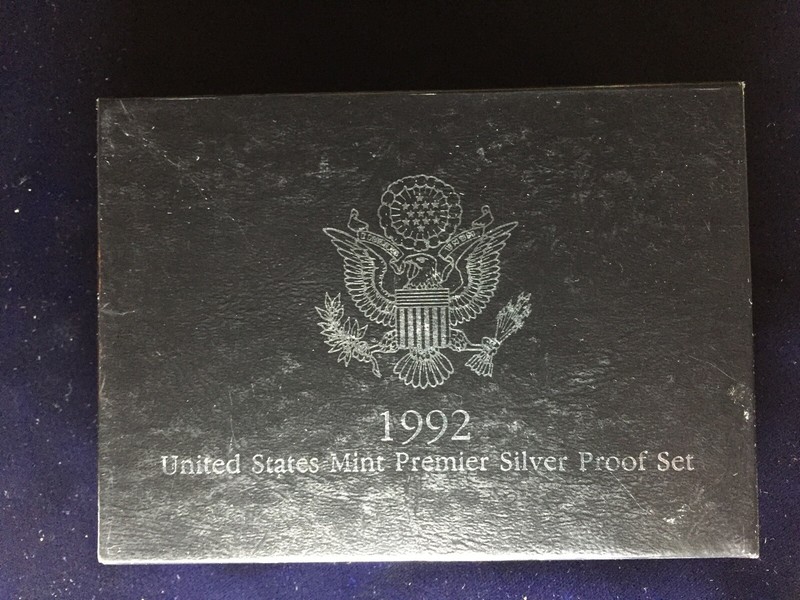 1992
United States Mint Premier Silver Proof Set